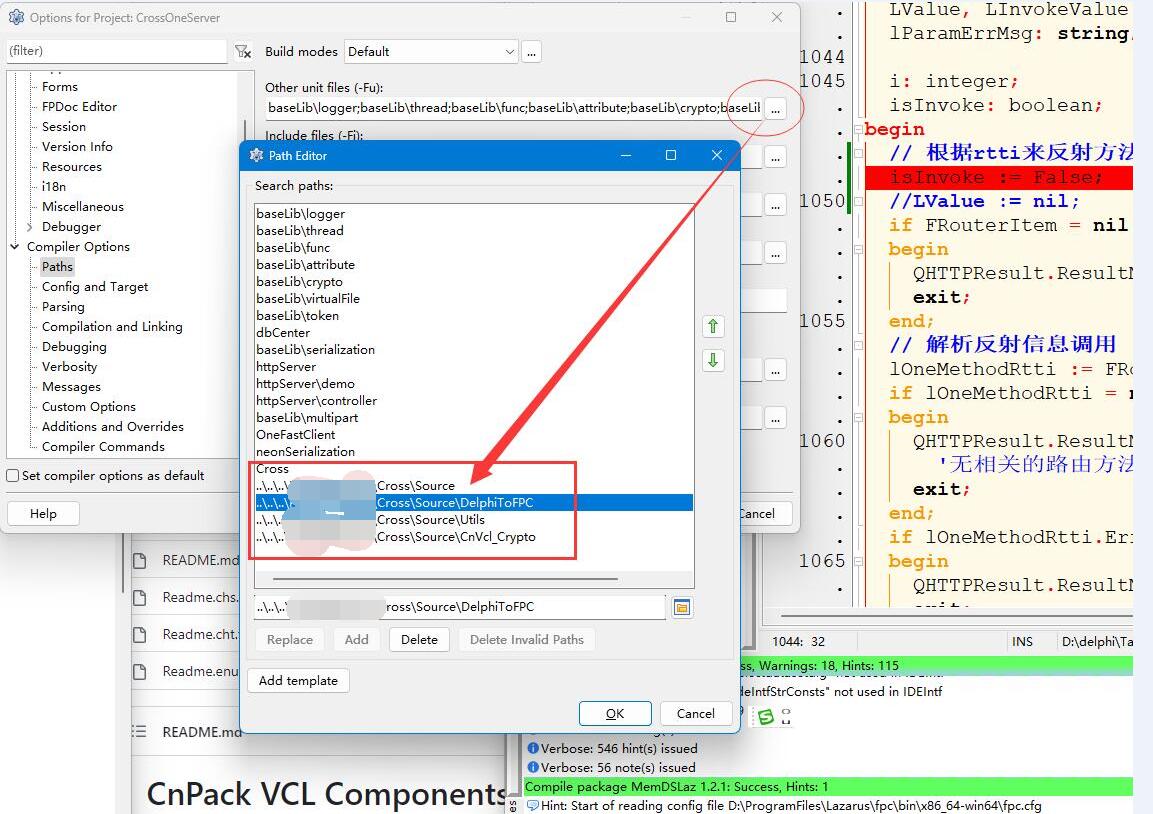 Options for Project: CrossOneServer
(filter)
Build modes
Default
...
Forms
FPDoc Editor
Session
Version Info
Resources
i18n
Miscellaneous
Debugger
Compiler Options
Paths
Config and Target
Parsing
Compilation and Linking
Debugging
Verbosity
Messages
Custom Options
Additions and Overrides
Compiler Commands
Set compiler options as default
Help
Other unit files (-Fu):
baseLib\logger;baseLib\thread;baseLib\func;baseLib\attribute;baseLib\crypto;baseLil
...
Include files (-Fi):
...
...
...
...
...
Cancel
Path Editor
Search paths:
baseLib\logger
baseLib\thread
baseLib\func
baseLib\attribute
baseLib\crypto
baseLib\virtualFile
baseLib\token
dbCenter
baseLib\serialization
httpServer
httpServer\demo
httpServer\controller
baseLib\multipart
OneFastClient
neonSerialization
Cross
..\..\..\ Cross\Source
..\..\..\ Cross\Source\DelphiToFPC
..\..\..\ Cross\Source\Utils
..\..\..\ Cross\Source\CnVcl_Crypto
..\..\..\ ross\Source\DelphiToFPC
Replace
Add
Delete
Delete Invalid Paths
Add template
OK
Cancel
LValue, LInvokeValue
lParamErrMsg: string
1044
1045
i: integer;
isInvoke: boolean;
begin
// 根据rtti来反射方法
isInvoke := False;
1050
//LValue := nil;
if FRouterItem = nil
begin
QHTTPResult.Result
exit;
1055
end;
// 解析反射信息调用
lOneMethodRtti := FRo
if lOneMethodRtti =
begin
1060
QHTTPResult.Result
'无相关的路由方法
exit;
end;
if lOneMethodRtti.Er
1065
begin
QHTTPResult.Result
1044: 32
INS
D:\delphi\Ta
README.md
Readme.chs.
Readme.cht.
Readme.enu
README.md
CnPack VCL Components
ss, Warnings: 18, Hints: 115
not used in IDEIntf
deIntfStrConsts" not used in IDEIntf
Verbose: 546 hint(s) issued
Verbose: 56 note(s) issued
Compile package MemDSLaz 1.2.1: Success, Hints: 1
Hint: Start of reading config file D:\ProgramFiles\Lazarus\fpc\bin\x86_64-win64\fpc.cfg